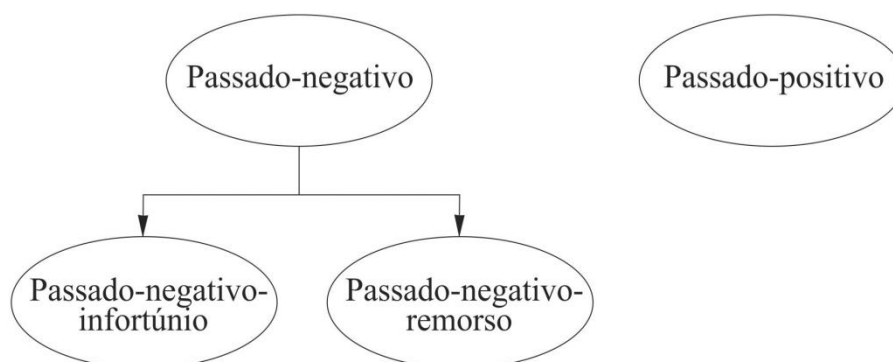 Passado-negativo
Passado-positivo
Passado-negativo-
infortúnio
Passado-negativo-
remorso